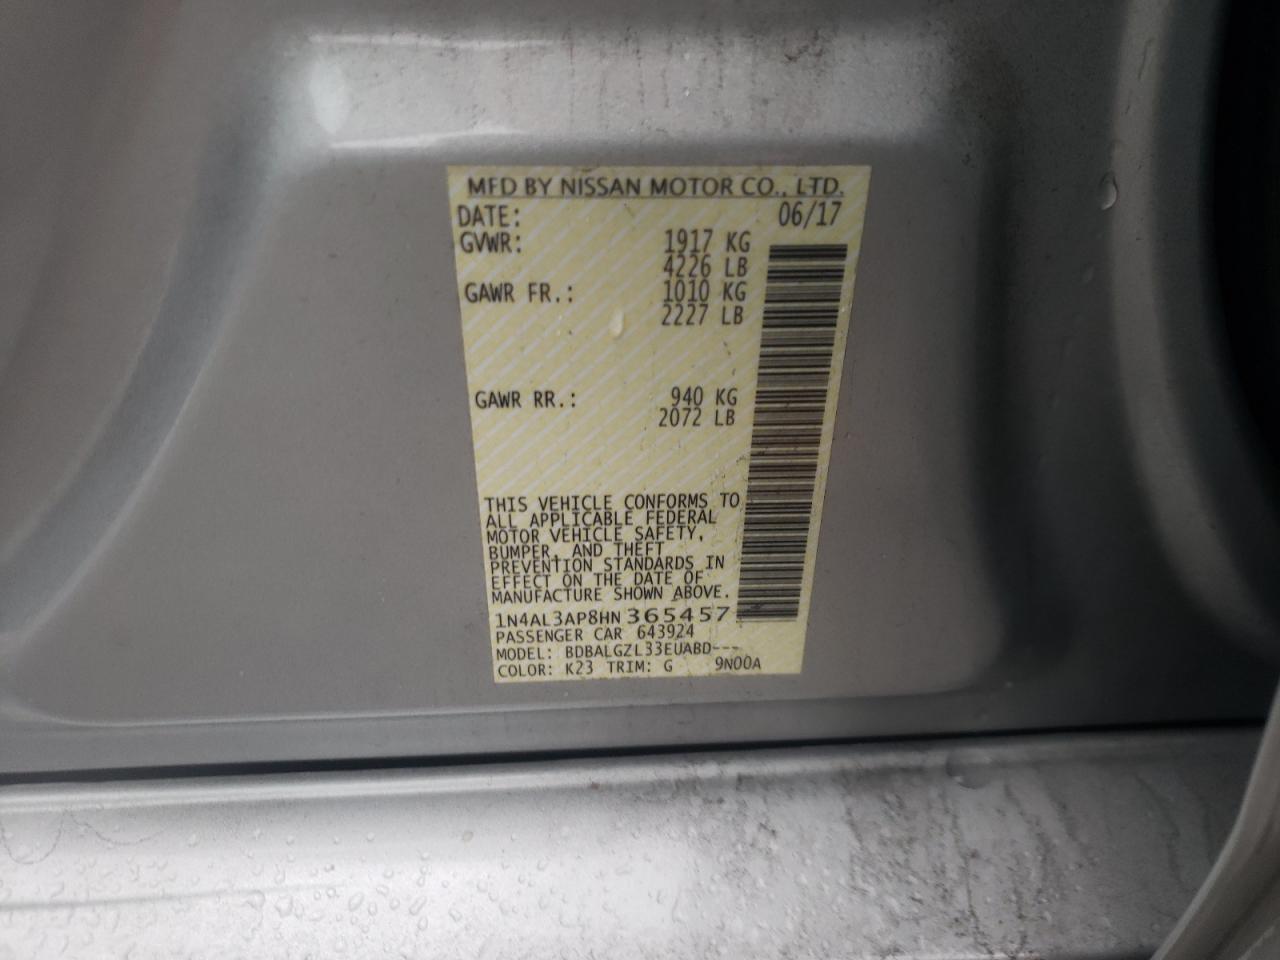 MFD BY NISSAN MOTOR CO., LTD.
DATE: 06/17
GVWR: 1917 KG
4226 LB
GAWR FR.: 1010 KG
2227 LB
GAWR RR.: 940 KG
2072 LB
THIS VEHICLE CONFORMS TO
ALL APPLICABLE FEDERAL
MOTOR VEHICLE SAFETY,
BUMPER, AND THEFT
PREVENTION STANDARDS IN
EFFECT ON THE DATE OF
MANUFACTURE SHOWN ABOVE.
1N4AL3AP8HN365457
PASSENGER CAR 643924
MODEL: BDBALGZL33EUABD---
COLOR: K23 TRIM: G 9N00A